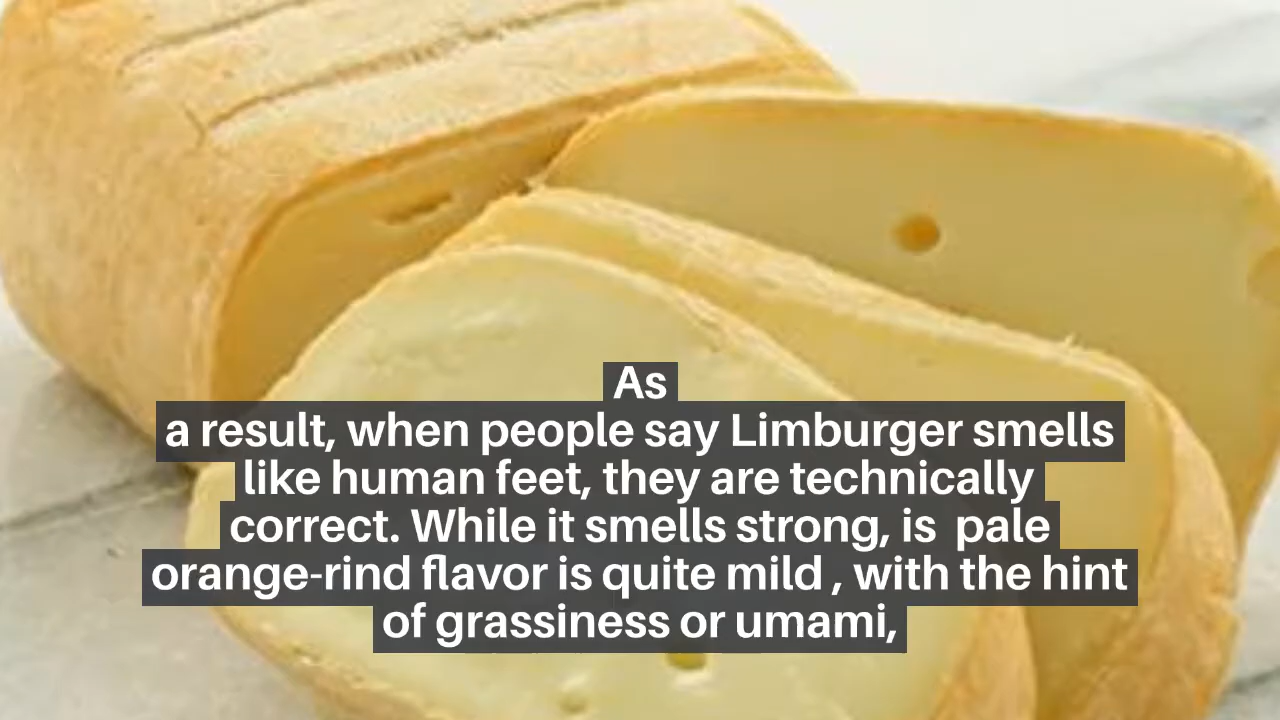 As
a result, when people say Limburger smells
like human feet, they are technically
correct. While it smells strong, is  pale
orange-rind flavor is quite mild , with the hint
of grassiness or umami,